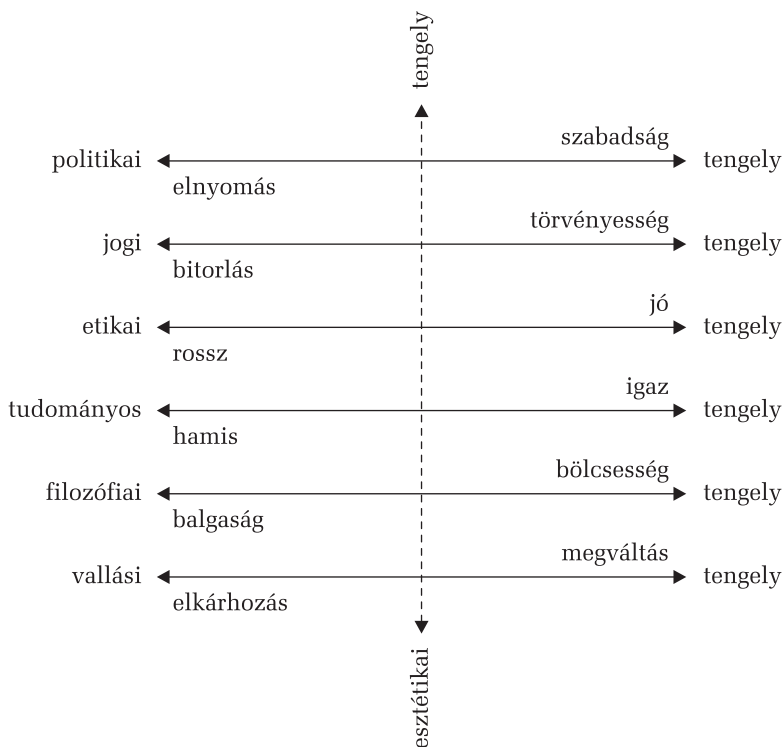 tengely
szabadság
politikai tengely
elnyomás
törvényesség
jogi tengely
bitorlás
jó
etikai tengely
rossz
igaz
tudományos tengely
hamis
bölcsesség
filozófiai tengely
balgaság
megváltás
vallási tengely
elkárhozás
esztétikai